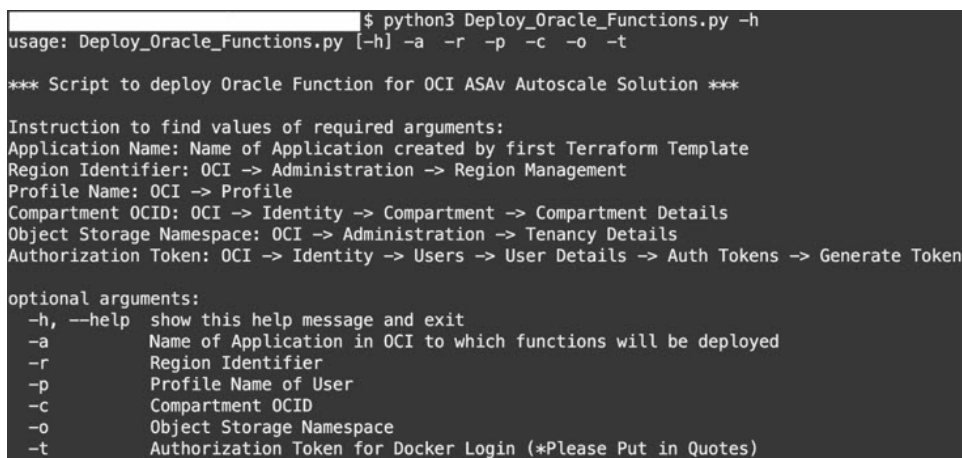 $ python3 Deploy_Oracle_Functions.py -h
usage: Deploy_Oracle_Functions.py [-h] -a  -r  -p  -c  -o  -t
*** Script to deploy Oracle Function for OCI ASAv Autoscale Solution ***
Instruction to find values of required arguments:
Application Name: Name of Application created by first Terraform Template
Region Identifier: OCI -> Administration -> Region Management
Profile Name: OCI -> Profile
Compartment OCID: OCI -> Identity -> Compartment -> Compartment Details
Object Storage Namespace: OCI -> Administration -> Tenancy Details
Authorization Token: OCI -> Identity -> Users -> User Details -> Auth Tokens -> Generate Token
optional arguments:
-h, --help  show this help message and exit
-a          Name of Application in OCI to which functions will be deployed
-r          Region Identifier
-p          Profile Name of User
-c          Compartment OCID
-o          Object Storage Namespace
-t          Authorization Token for Docker Login (*Please Put in Quotes)